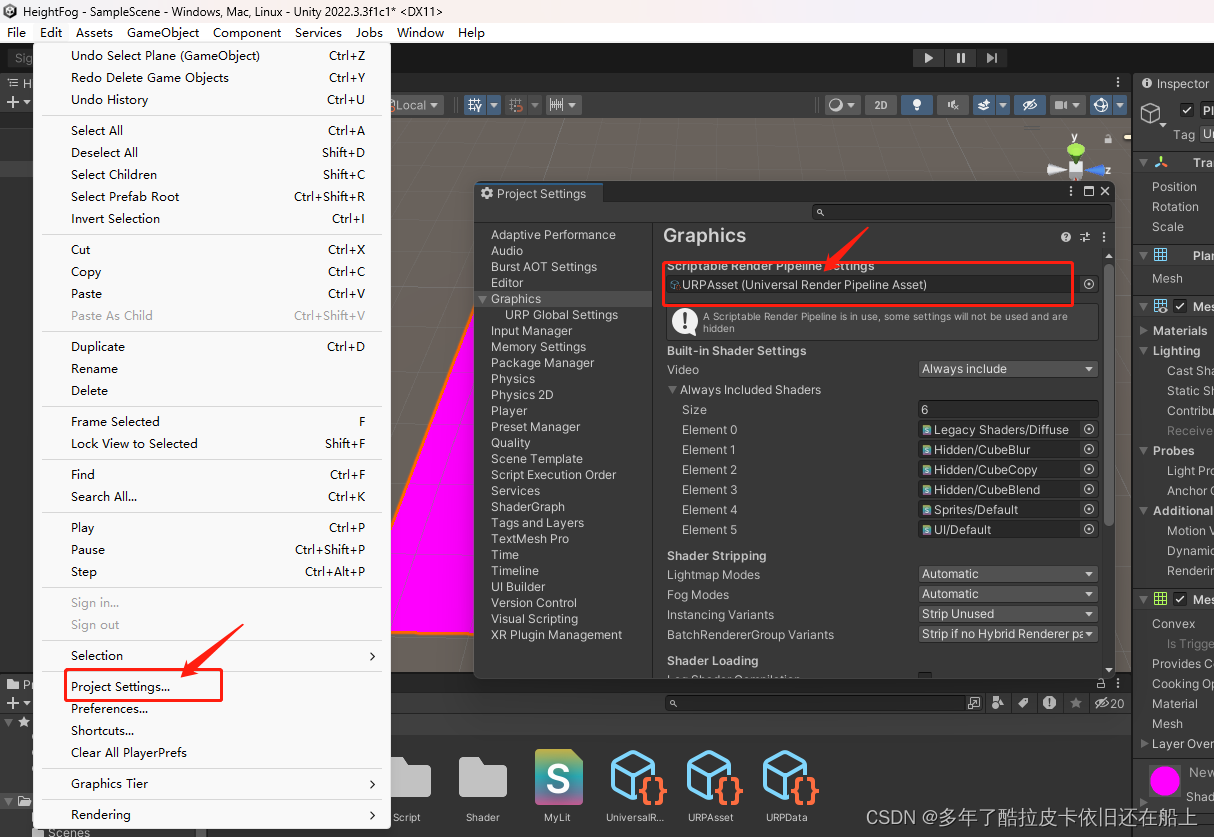 HeightFog - SampleScene - Windows, Mac, Linux - Unity 2022.3.3f1c1* <DX11>
File Edit Assets GameObject Component Services Jobs Window Help
Undo Select Plane (GameObject) Ctrl+Z
Redo Delete Game Objects Ctrl+Y
Undo History Ctrl+U
Select All Ctrl+A
Deselect All Shift+D
Select Children Shift+C
Select Prefab Root Ctrl+Shift+R
Invert Selection Ctrl+I
Cut Ctrl+X
Copy Ctrl+C
Paste Ctrl+V
Paste As Child Ctrl+Shift+V
Duplicate Ctrl+D
Rename
Delete
Frame Selected F
Lock View to Selected Shift+F
Find Ctrl+F
Search All... Ctrl+K
Play Ctrl+P
Pause Ctrl+Shift+P
Step Ctrl+Alt+P
Sign in...
Sign out
Selection
Project Settings...
Preferences...
Shortcuts...
Clear All PlayerPrefs
Graphics Tier
Rendering
Local
2D
y
z
Project Settings
Adaptive Performance
Audio
Burst AOT Settings
Editor
Graphics
URP Global Settings
Input Manager
Memory Settings
Package Manager
Physics
Physics 2D
Player
Preset Manager
Quality
Scene Template
Script Execution Order
Services
ShaderGraph
Tags and Layers
TextMesh Pro
Time
Timeline
UI Builder
Version Control
Visual Scripting
XR Plugin Management
Graphics
Scriptable Render Pipeline Settings
URPAsset (Universal Render Pipeline Asset)
A Scriptable Render Pipeline is in use, some settings will not be used and are
hidden
Built-in Shader Settings
Video Always include
Always Included Shaders
Size 6
Element 0 Legacy Shaders/Diffuse
Element 1 Hidden/CubeBlur
Element 2 Hidden/CubeCopy
Element 3 Hidden/CubeBlend
Element 4 Sprites/Default
Element 5 UI/Default
Shader Stripping
Lightmap Modes Automatic
Fog Modes Automatic
Instancing Variants Strip Unused
BatchRendererGroup Variants Strip if no Hybrid Renderer pa
Shader Loading
Log Shader Compilation
Inspector
Pl
Tag Un
Tra
Position
Rotation
Scale
Plan
Mesh
Mes
Materials
Lighting
Cast Sha
Static Sh
Contribu
Receive
Probes
Light Pro
Anchor O
Additional
Motion V
Dynamic
Renderin
Mes
Convex
Is Trigge
Provides Co
Cooking Op
Material
Mesh
Layer Over
New
Shad
20
Script
Shader
MyLit
UniversalR...
URPAsset
URPData
Scenes
CSDN @多年了酷拉皮卡依旧还在船上